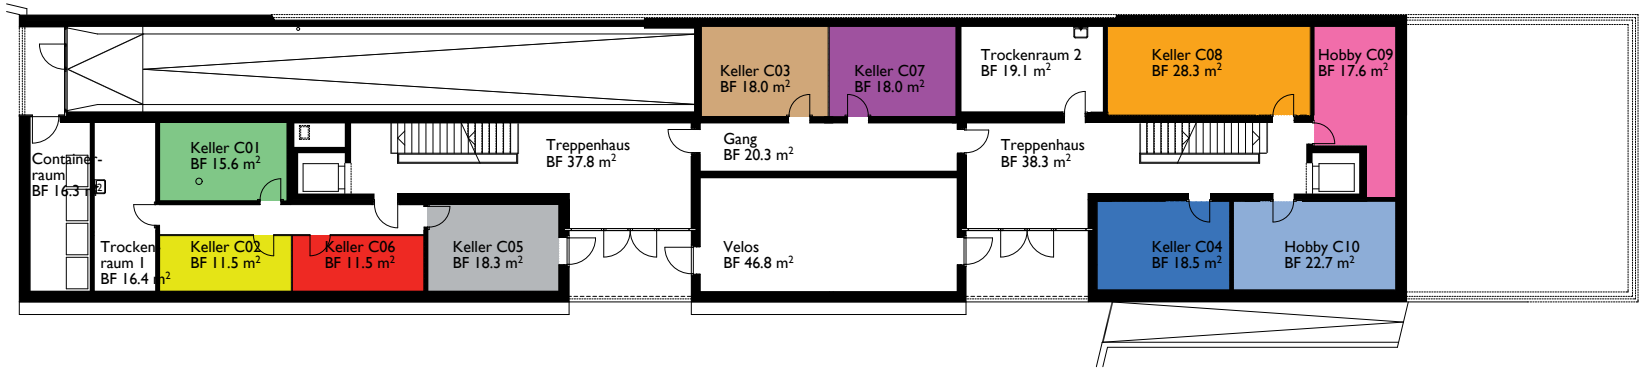 Keller C03
BF 18.0 m²
Keller C07
BF 18.0 m²
Trockenraum 2
BF 19.1 m²
Keller C08
BF 28.3 m²
Hobby C09
BF 17.6 m²
Container-
raum
BF 16.3 m²
Keller C01
BF 15.6 m²
Treppenhaus
BF 37.8 m²
Gang
BF 20.3 m²
Treppenhaus
BF 38.3 m²
Trocken
raum 1
BF 16.4 m²
Keller C02
BF 11.5 m²
Keller C06
BF 11.5 m²
Keller C05
BF 18.3 m²
Velos
BF 46.8 m²
Keller C04
BF 18.5 m²
Hobby C10
BF 22.7 m²